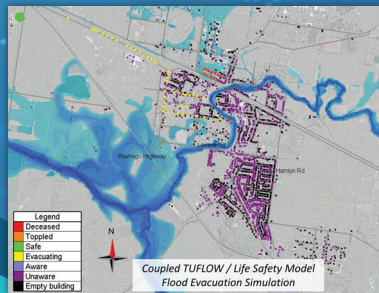 Warrego Highway
Hamlyn Rd
Legend
Deceased
Toppled
Safe
Evacuating
Aware
Unaware
Empty building
N
Coupled TUFLOW / Life Safety Model
Flood Evacuation Simulation